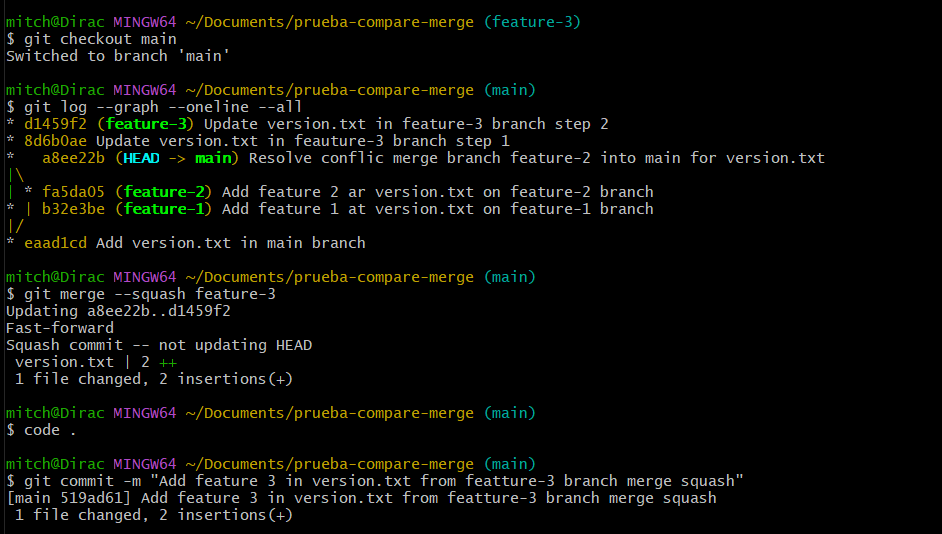 mitch@Dirac MINGW64 ~/Documents/prueba-compare-merge (feature-3)
$ git checkout main
Switched to branch 'main'
mitch@Dirac MINGW64 ~/Documents/prueba-compare-merge (main)
$ git log --graph --oneline --all
* d1459f2 (feature-3) Update version.txt in feature-3 branch step 2
* 8d6b0ae Update version.txt in feauture-3 branch step 1
*   a8ee22b (HEAD -> main) Resolve conflic merge branch feature-2 into main for version.txt
|\
| * fa5da05 (feature-2) Add feature 2 ar version.txt on feature-2 branch
* | b32e3be (feature-1) Add feature 1 at version.txt on feature-1 branch
|/
* eaad1cd Add version.txt in main branch
mitch@Dirac MINGW64 ~/Documents/prueba-compare-merge (main)
$ git merge --squash feature-3
Updating a8ee22b..d1459f2
Fast-forward
Squash commit -- not updating HEAD
 version.txt | 2 ++
 1 file changed, 2 insertions(+)
mitch@Dirac MINGW64 ~/Documents/prueba-compare-merge (main)
$ code .
mitch@Dirac MINGW64 ~/Documents/prueba-compare-merge (main)
$ git commit -m "Add feature 3 in version.txt from featture-3 branch merge squash"
[main 519ad61] Add feature 3 in version.txt from featture-3 branch merge squash
 1 file changed, 2 insertions(+)